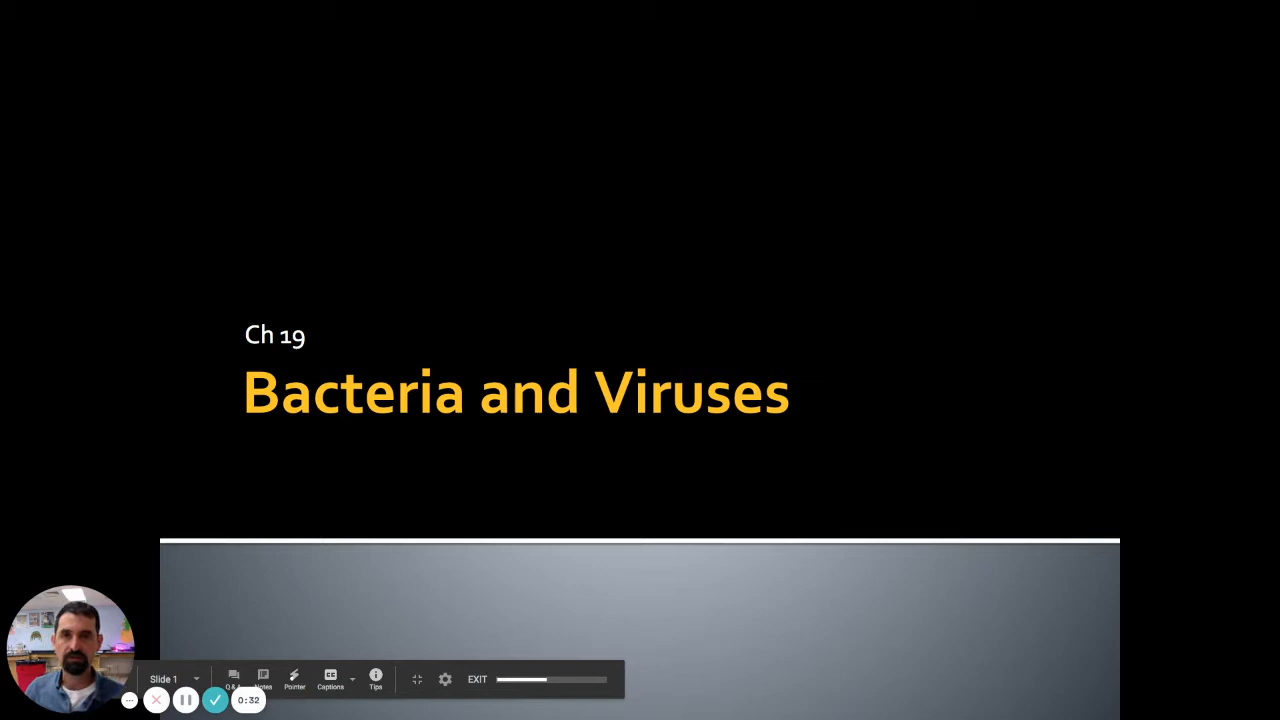 Ch 19
Bacteria and Viruses
Slide 1
Notes
Pointer
Captions
Tips
EXIT
0:32